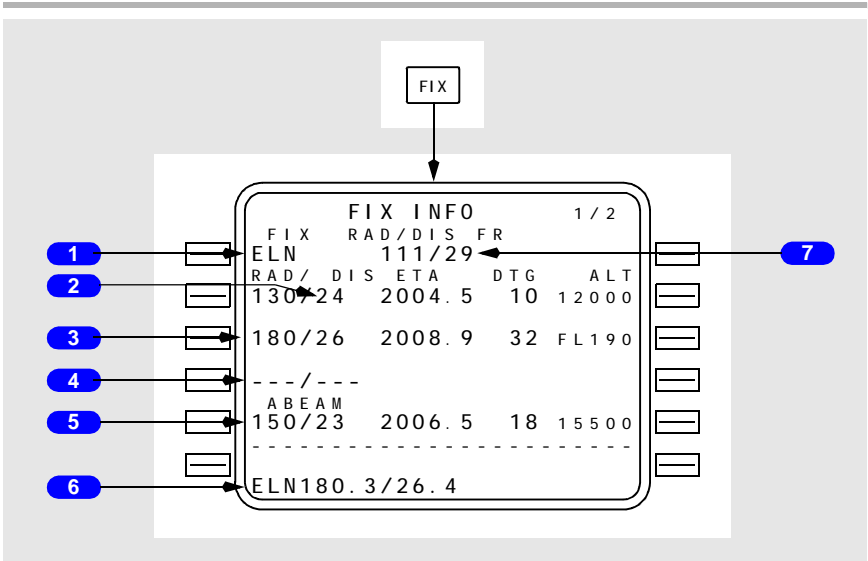 FIX
FIX INFO 1/2
FIX RAD/DIS FR
1 ELN 111/29 7
RAD/ DIS ETA DTG ALT
2 130/24 2004.5 10 12000
3 180/26 2008.9 32 FL190
4 ---/---
ABEAM
5 150/23 2006.5 18 15500
------------------------
6 ELN180.3/26.4